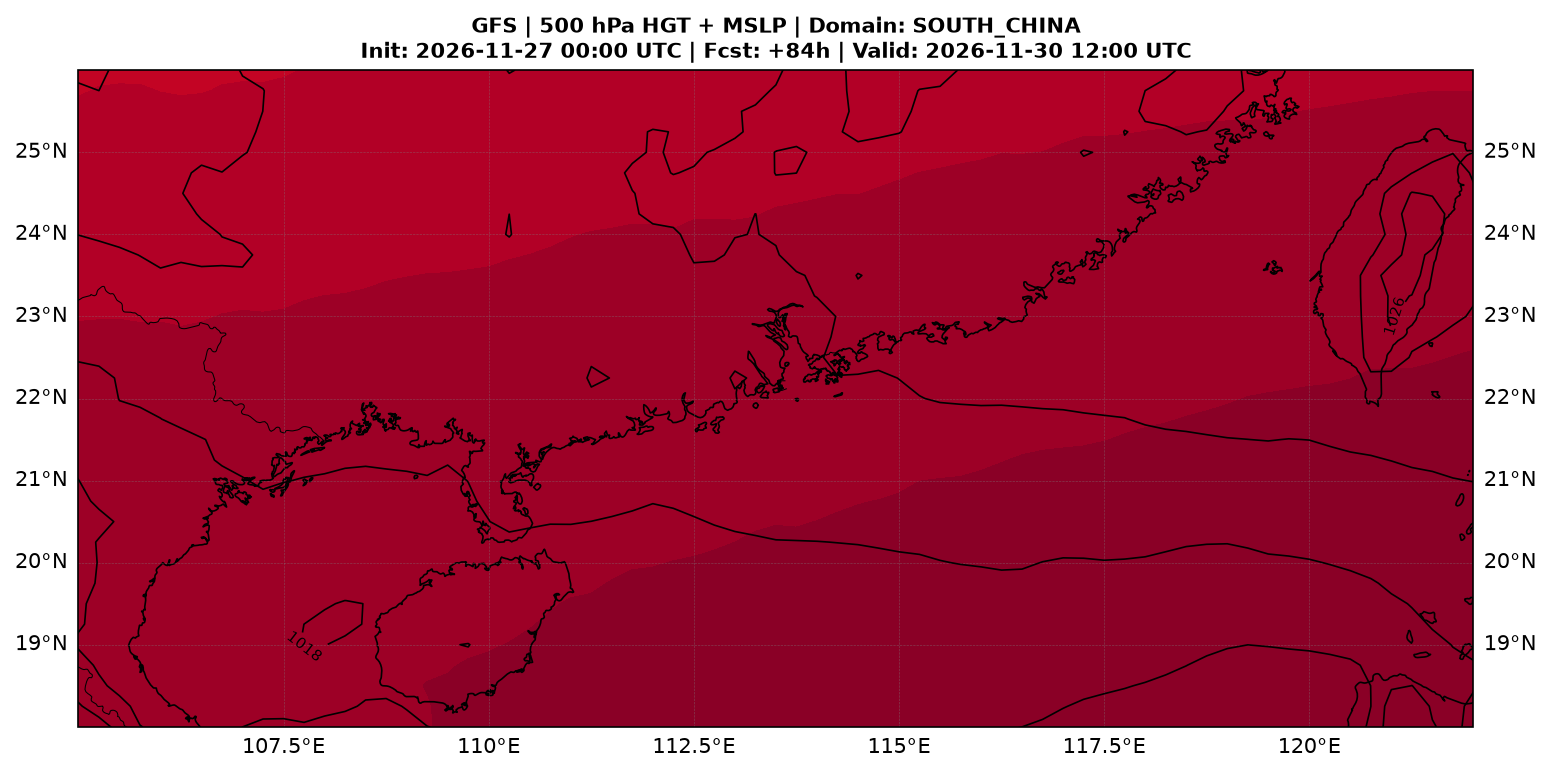 GFS | 500 hPa HGT + MSLP | Domain: SOUTH_CHINA
Init: 2026-11-27 00:00 UTC | Fcst: +84h | Valid: 2026-11-30 12:00 UTC
25°N 25°N
24°N 24°N
23°N 1026 23°N
22°N 22°N
21°N 21°N
20°N 20°N
19°N 1018 19°N
107.5°E 110°E 112.5°E 115°E 117.5°E 120°E